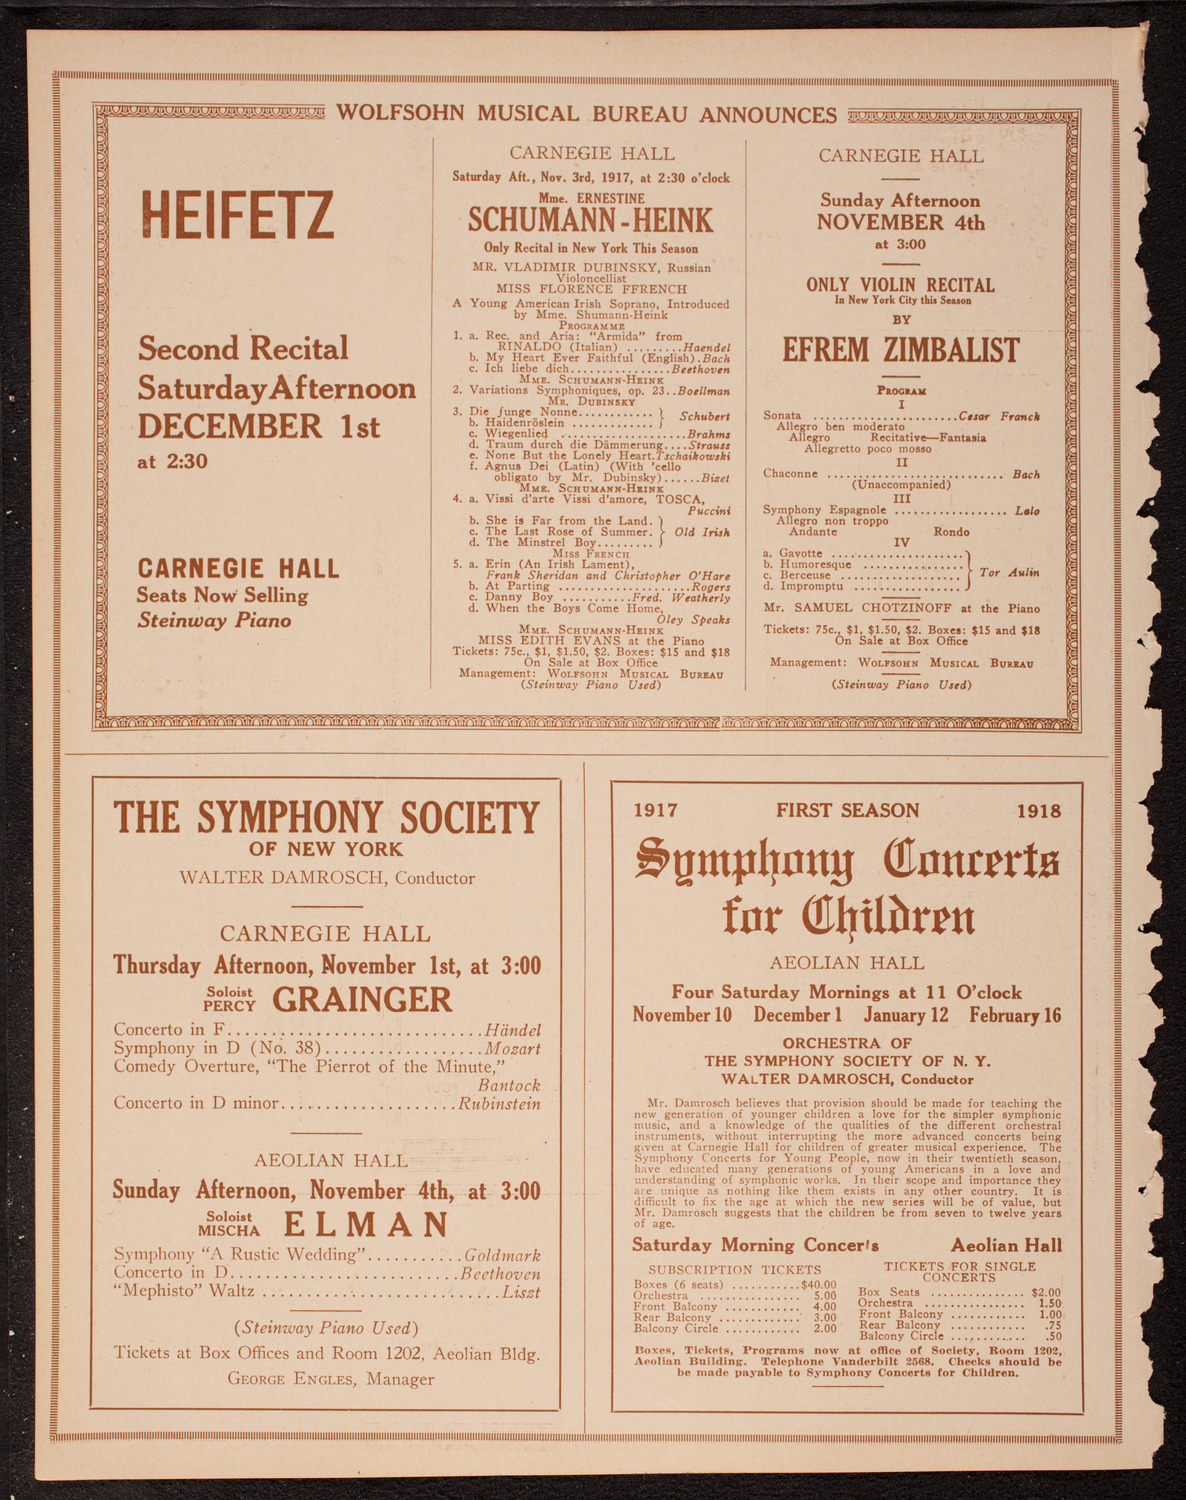 WOLFSOHN MUSICAL BUREAU ANNOUNCES
HEIFETZ
Second Recital
Saturday Afternoon
DECEMBER 1st
at 2:30
CARNEGIE HALL
Seats Now Selling
Steinway Piano
CARNEGIE HALL
Saturday Aft., Nov. 3rd, 1917, at 2:30 o'clock
Mme. ERNESTINE
SCHUMANN-HEINK
Only Recital in New York This Season
MR. VLADIMIR DUBINSKY, Russian
Violoncellist
MISS FLORENCE FFRENCH
A Young American Irish Soprano, Introduced
by Mme. Shumann-Heink
PROGRAMME
1. a. Rec. and Aria: "Armida" from
RINALDO (Italian) ........Haendel
b. My Heart Ever Faithful (English).Bach
c. Ich liebe dich...............Beethoven
MME. SCHUMANN-HEINK
2. Variations Symphoniques, op. 23..Boellman
MR. DUBINSKY
3. Die Junge Nonne............ } Schubert
b. Haidenröslein ............ }
c. Wiegenlied ...................Brahms
d. Traum durch die Dämmerung....Strauss
e. None But the Lonely Heart.Tschaikowski
f. Agnus Dei (Latin) (With 'cello
obligato by Mr. Dubinsky)......Bizet
MME. SCHUMANN-HEINK
4. a. Vissi d'arte Vissi d'amore, TOSCA,
Puccini
b. She is Far from the Land. }
c. The Last Rose of Summer. } Old Irish
d. The Minstrel Boy......... }
MISS FRENCH
5. a. Erin (An Irish Lament),
Frank Sheridan and Christopher O'Hare
b. At Parting .....................Rogers
c. Danny Boy ...........Fred. Weatherly
d. When the Boys Come Home,
Oley Speaks
MME. SCHUMANN-HEINK
MISS EDITH EVANS at the Piano
Tickets: 75c., $1, $1.50, $2. Boxes: $15 and $18
On Sale at Box Office
Management: WOLFSOHN MUSICAL BUREAU
(Steinway Piano Used)
CARNEGIE HALL
Sunday Afternoon
NOVEMBER 4th
at 3:00
ONLY VIOLIN RECITAL
In New York City this Season
BY
EFREM ZIMBALIST
PROGRAM
I
Sonata ......................Cesar Franck
Allegro ben moderato
Allegro Recitative—Fantasia
Allegretto poco mosso
II
Chaconne ........................... Bach
(Unaccompanied)
III
Symphony Espagnole ................. Lalo
Allegro non troppo
Andante Rondo
IV
a. Gavotte ....................}
b. Humoresque ...............}
c. Berceuse ...................} Tor Aulin
d. Impromptu ................}
Mr. SAMUEL CHOTZINOFF at the Piano
Tickets: 75c., $1, $1.50, $2. Boxes: $15 and $18
On Sale at Box Office
Management: WOLFSOHN MUSICAL BUREAU
(Steinway Piano Used)
THE SYMPHONY SOCIETY
OF NEW YORK
WALTER DAMROSCH, Conductor
CARNEGIE HALL
Thursday Afternoon, November 1st, at 3:00
Soloist
PERCY GRAINGER
Concerto in F.............................Händel
Symphony in D (No. 38)..................Mozart
Comedy Overture, "The Pierrot of the Minute,"
Bantock
Concerto in D minor....................Rubinstein
AEOLIAN HALL
Sunday Afternoon, November 4th, at 3:00
Soloist
MISCHA ELMAN
Symphony "A Rustic Wedding"...........Goldmark
Concerto in D.........................Beethoven
"Mephisto" Waltz ..........................Liszt
(Steinway Piano Used)
Tickets at Box Offices and Room 1202, Aeolian Bldg.
GEORGE ENGLES, Manager
1917 FIRST SEASON 1918
Symphony Concerts
for Children
AEOLIAN HALL
Four Saturday Mornings at 11 O'clock
November 10 December 1 January 12 February 16
ORCHESTRA OF
THE SYMPHONY SOCIETY OF N. Y.
WALTER DAMROSCH, Conductor
Mr. Damrosch believes that provision should be made for teaching the
new generation of younger children a love for the simpler symphonic
music, and a knowledge of the qualities of the different orchestral
instruments, without interrupting the more advanced concerts being
given at Carnegie Hall for children of greater musical experience. The
Symphony Concerts for Young People, now in their twentieth season,
have educated many generations of young Americans in a love and
understanding of symphonic works. In their scope and importance they
are unique as nothing like them exists in any other country. It is
difficult to fix the age at which the new series will be of value, but
Mr. Damrosch suggests that the children be from seven to twelve years
of age.
Saturday Morning Concerts Aeolian Hall
SUBSCRIPTION TICKETS
Boxes (6 seats) ...........$40.00
Orchestra ................ 5.00
Front Balcony ............ 4.00
Rear Balcony ............. 3.00
Balcony Circle ............ 2.00
TICKETS FOR SINGLE
CONCERTS
Box Seats ............... $2.00
Orchestra ................ 1.50
Front Balcony ........... 1.00
Rear Balcony ............ .75
Balcony Circle ............ .50
Boxes, Tickets, Programs now at office of Society, Room 1202,
Aeolian Building. Telephone Vanderbilt 2568. Checks should be
be made payable to Symphony Concerts for Children.